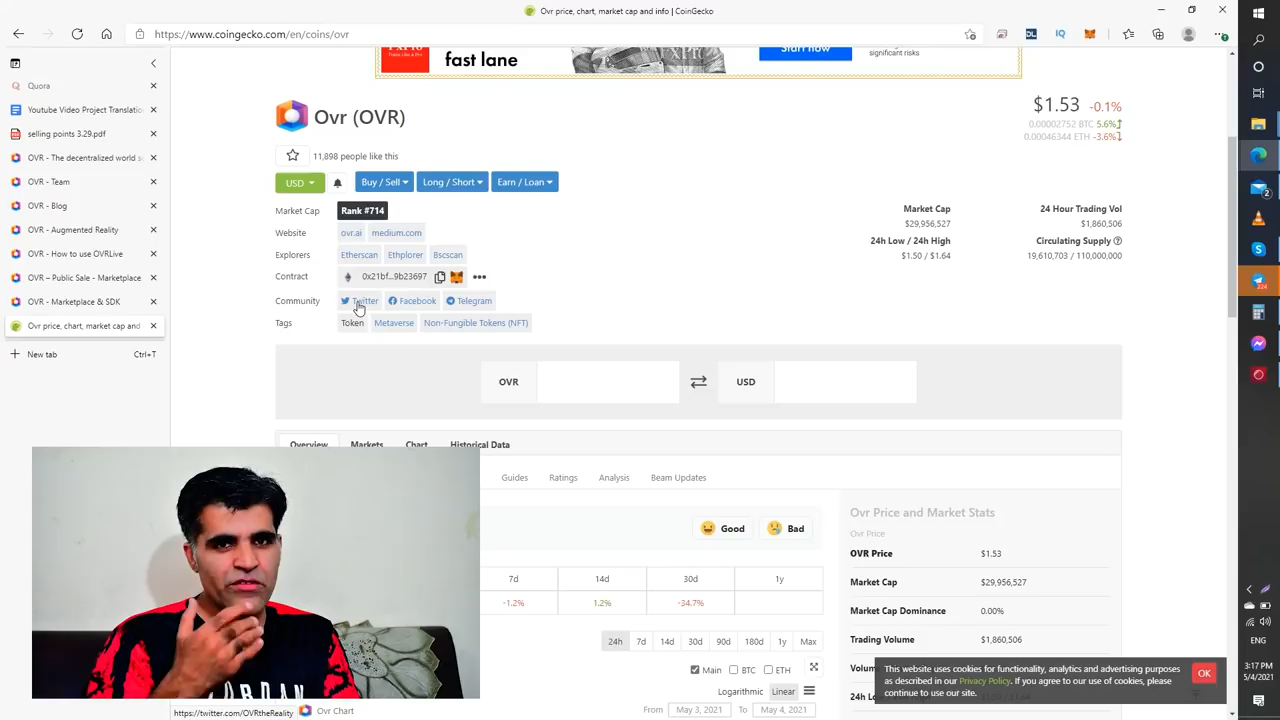 Ovr price, chart, market cap and info | CoinGecko
https://www.coingecko.com/en/coins/ovr
Quora
Youtube Video Project Translatio
selling points 3.29.pdf
OVR - The decentralized world s
OVR - Team
OVR - Blog
OVR - Augmented Reality
OVR - How to use OVRLive
OVR – Public Sale - Marketplace
OVR - Marketplace & SDK
Ovr price, chart, market cap and
New tab Ctrl+T
fast lane
Start now
significant risks
Ovr (OVR)
$1.53 -0.1%
0.00002752 BTC 5.6%
0.00046344 ETH -3.6%
11,898 people like this
USD Buy / Sell Long / Short Earn / Loan
Market Cap Rank #714
Website ovr.ai medium.com
Explorers Etherscan Ethplorer Bscscan
Contract 0x21bf...9b23697
Community Twitter Facebook Telegram
Tags Token Metaverse Non-Fungible Tokens (NFT)
Market Cap 24 Hour Trading Vol
$29,956,527 $1,860,506
24h Low / 24h High Circulating Supply
$1.50 / $1.64 19,610,703 / 110,000,000
OVR USD
Overview Markets Chart Historical Data
Guides Ratings Analysis Beam Updates
Good Bad
7d 14d 30d 1y
-1.2% 1.2% -34.7%
24h 7d 14d 30d 90d 180d 1y Max
Main BTC ETH
Logarithmic Linear
From May 3, 2021 To May 4, 2021
Ovr Price and Market Stats
Ovr Price
OVR Price $1.53
Market Cap $29,956,527
Market Cap Dominance 0.00%
Trading Volume $1,860,506
Volum
24h
This website uses cookies for functionality, analytics and advertising purposes
as described in our Privacy Policy. If you agree to our use of cookies, please
continue to use our site.
OK
JORDAN
https://twitter.com/OVRtheReality
Ovr Chart
ENG
3:17 PM
5/4/2021